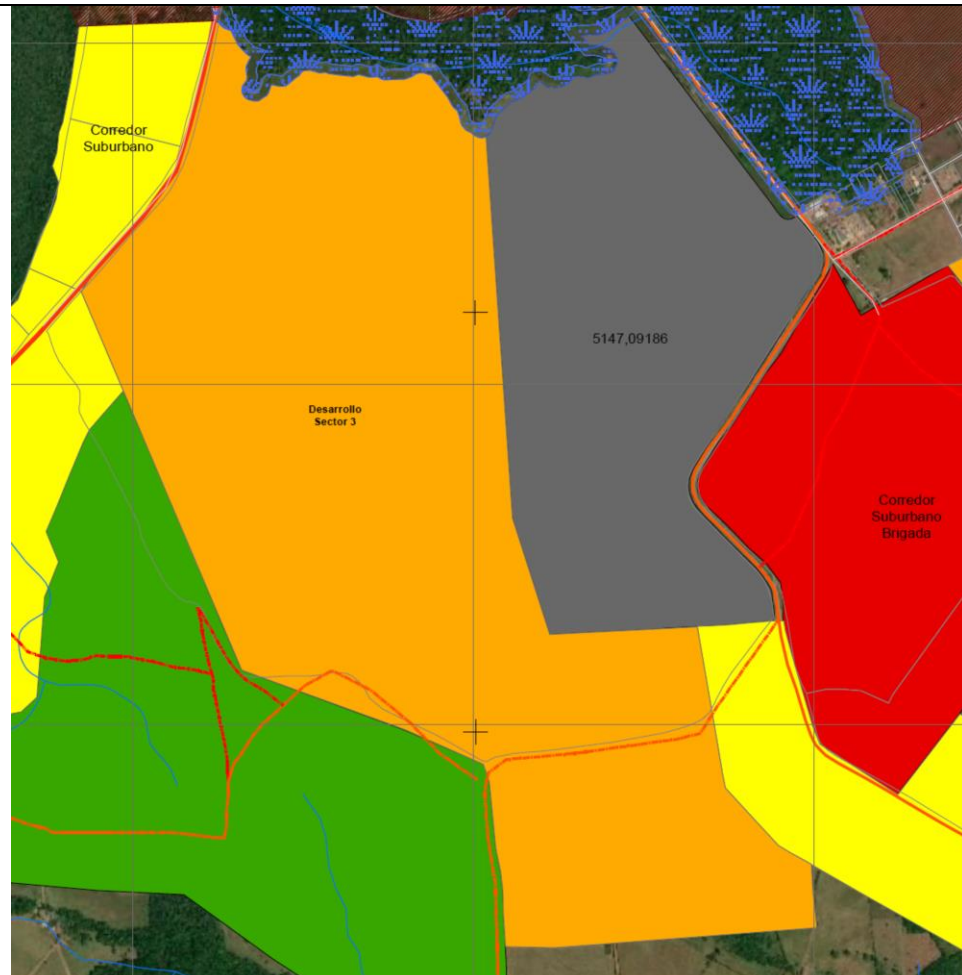 Corredor
Suburbano
5147,09186
Desarrollo
Sector 3
Corredor
Suburbano
Brigada